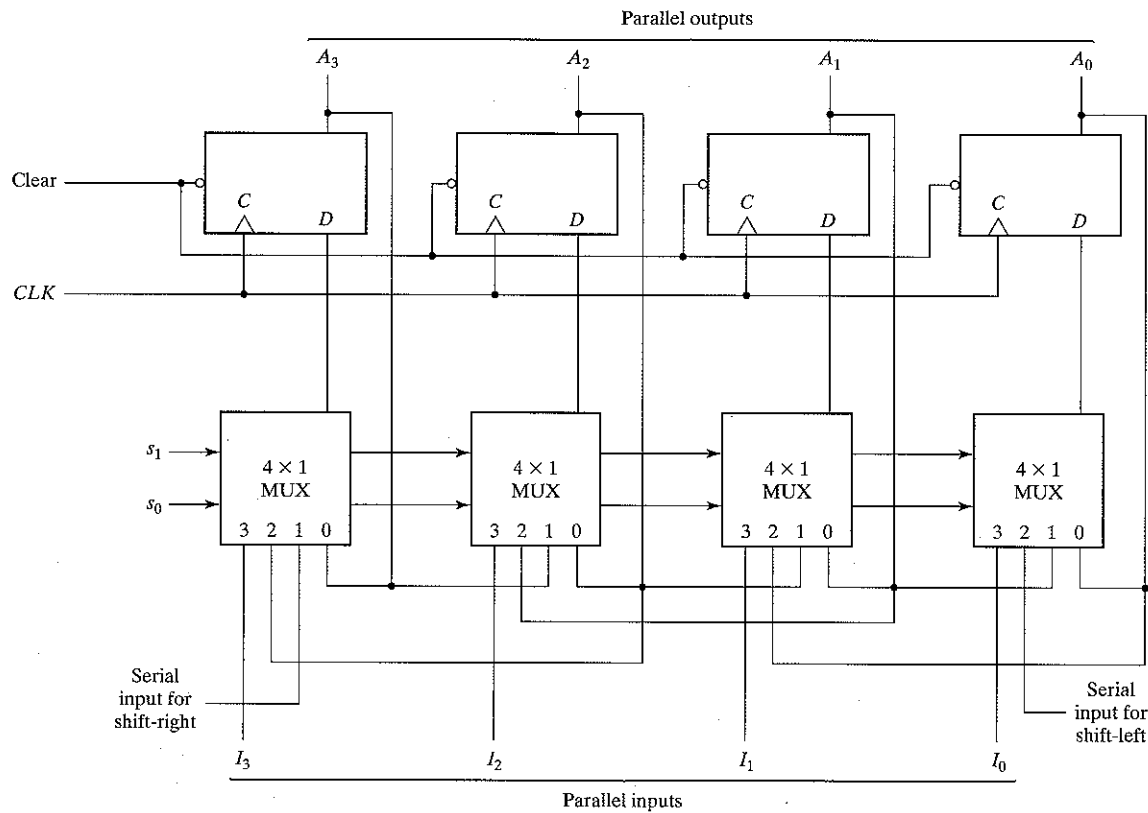 Parallel outputs
A₃ A₂ A₁ A₀
Clear
C C C C
D D D D
CLK
s₁
4 × 1 4 × 1 4 × 1 4 × 1
MUX MUX MUX MUX
s₀
3 2 1 0 3 2 1 0 3 2 1 0 3 2 1 0
Serial
input for
shift-right
Serial
input for
shift-left
I₃ I₂ I₁ I₀
Parallel inputs